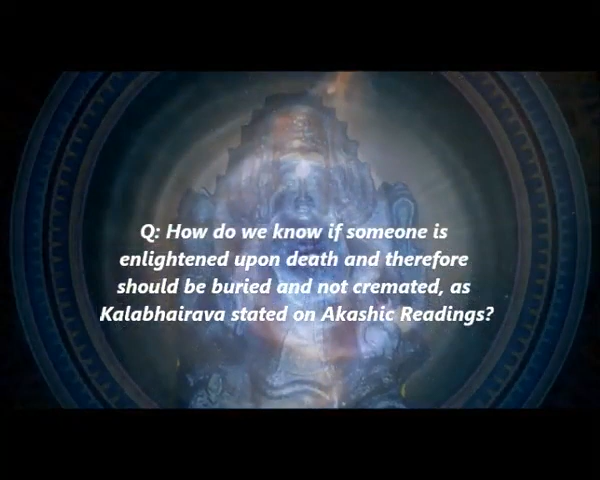 Q: How do we know if someone is
enlightened upon death and therefore
should be buried and not cremated, as
Kalabhairava stated on Akashic Readings?